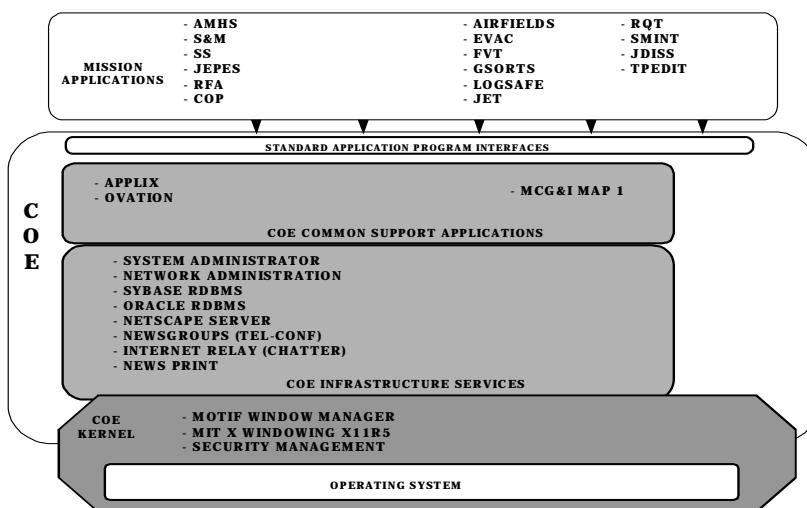 - AMHS
- S&M
- SS
- JEPES
- RFA
- COP
MISSION
APPLICATIONS
- AIRFIELDS
- EVAC
- FVT
- GSORTS
- LOGSAFE
- JET
- RQT
- SMINT
- JDISS
- TPEDIT
STANDARD APPLICATION PROGRAM INTERFACES
C
O
E
- APPLIX
- OVATION
- MCG&I MAP 1
COE COMMON SUPPORT APPLICATIONS
- SYSTEM ADMINISTRATOR
- NETWORK ADMINISTRATION
- SYBASE RDBMS
- ORACLE RDBMS
- NETSCAPE SERVER
- NEWSGROUPS (TEL-CONF)
- INTERNET RELAY (CHATTER)
- NEWS PRINT
COE INFRASTRUCTURE SERVICES
COE
KERNEL
- MOTIF WINDOW MANAGER
- MIT X WINDOWING X11R5
- SECURITY MANAGEMENT
OPERATING SYSTEM